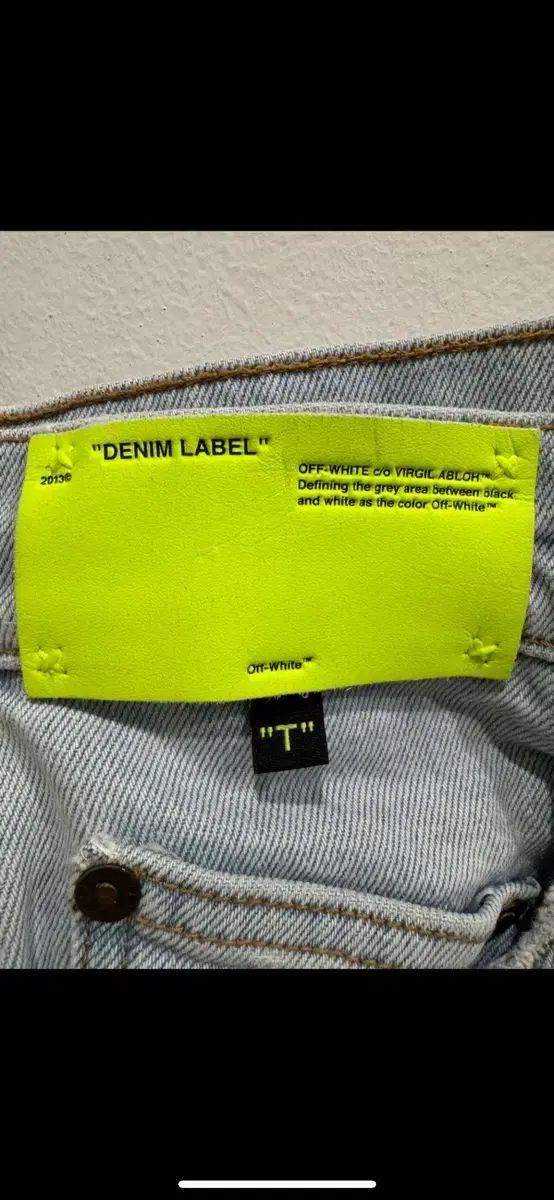 "DENIM LABEL"
2013©
OFF-WHITE c/o VIRGIL ABLOH™
Defining the grey area between black
and white as the color Off-White™
Off-White™
"T"